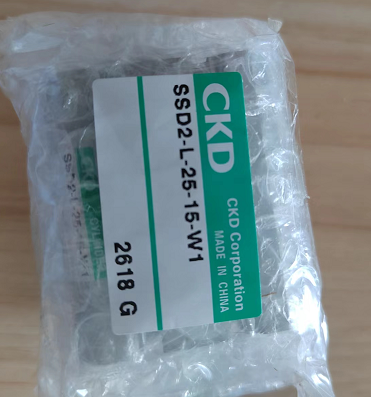 CKD
CKD Corporation
MADE IN CHINA
SSD2-L-25-15-W1
2618 G